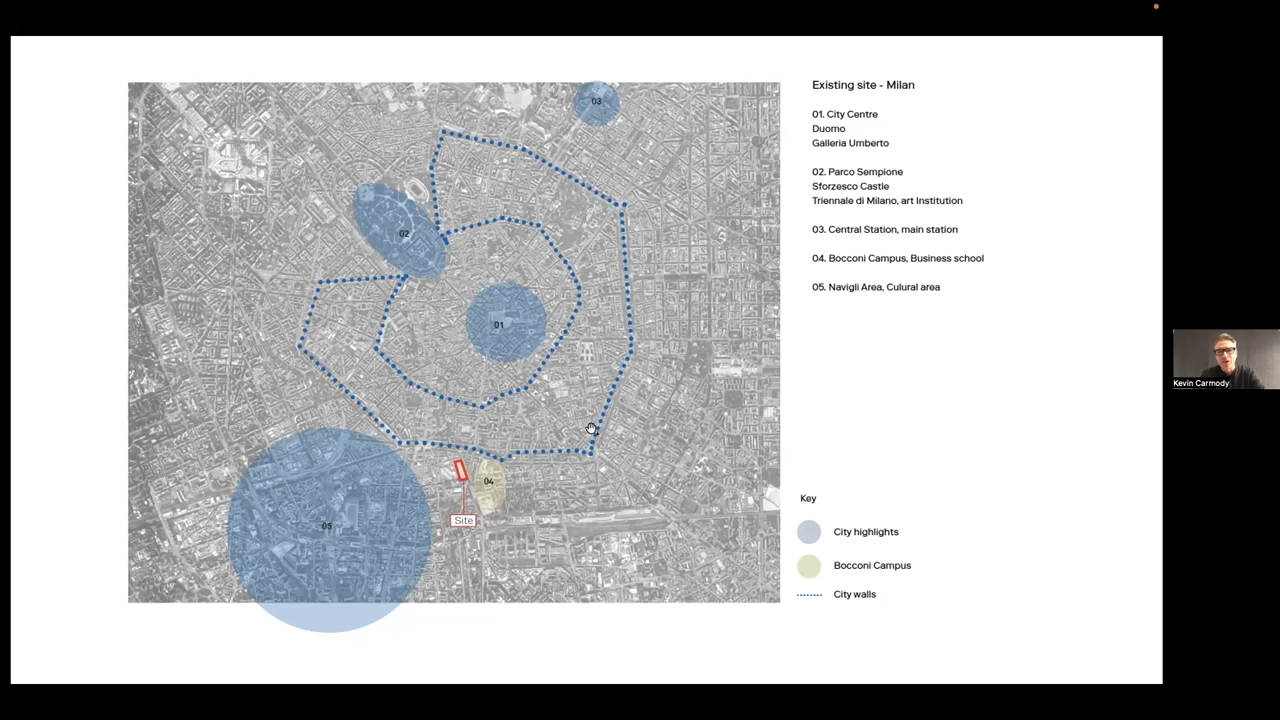 Existing site - Milan
01. City Centre
Duomo
Galleria Umberto
02. Parco Sempione
Sforzesco Castle
Triennale di Milano, art Institution
03. Central Station, main station
04. Bocconi Campus, Business school
05. Navigli Area, Culural area
03
02
01
04
05
Site
Key
City highlights
Bocconi Campus
City walls
Kevin Carmody